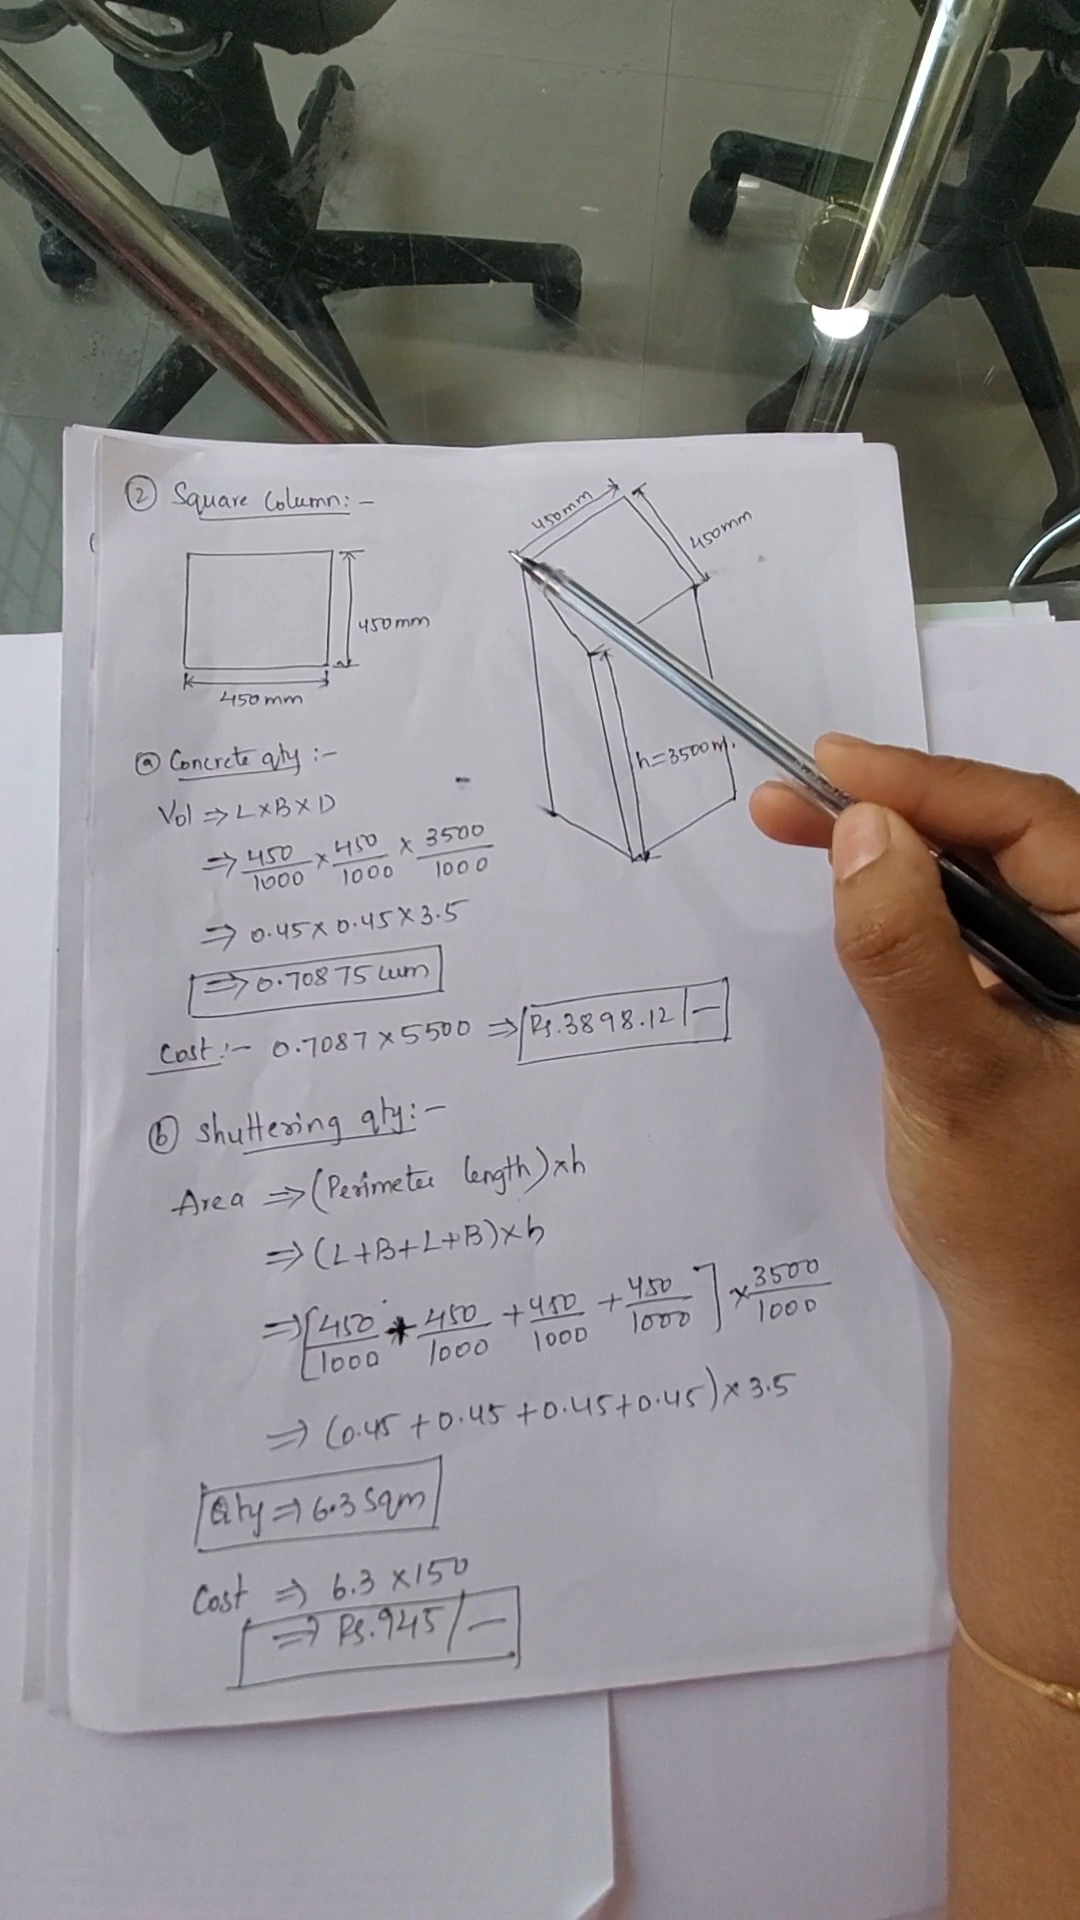 ② Square Column:-
450mm
450mm
450mm
450mm
h=3500m.
ⓐ Concrete qty :-
Vol ⇒ L×B×D
⇒ 450/1000 × 450/1000 × 3500/1000
⇒ 0.45 × 0.45 × 3.5
⇒ 0.70875 cum
Cost :- 0.7087 × 5500 ⇒ Rs.3898.12/-
ⓑ Shuttering qty:-
Area ⇒ (Perimeter length)×h
⇒ (L+B+L+B)×h
⇒ [450/1000 + 450/1000 + 450/1000 + 450/1000] × 3500/1000
⇒ (0.45 + 0.45 + 0.45 + 0.45) × 3.5
Qty ⇒ 6.3 Sqm
Cost ⇒ 6.3 × 150
⇒ Rs.945/-